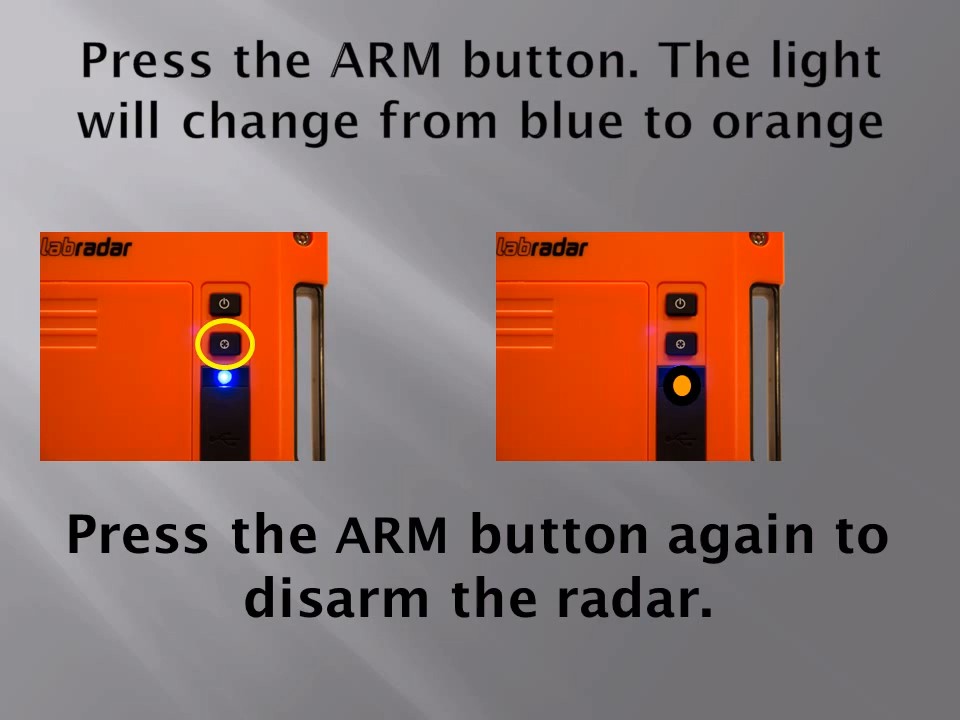 Press the ARM button. The light
will change from blue to orange
labradar
labradar
Press the ARM button again to
disarm the radar.